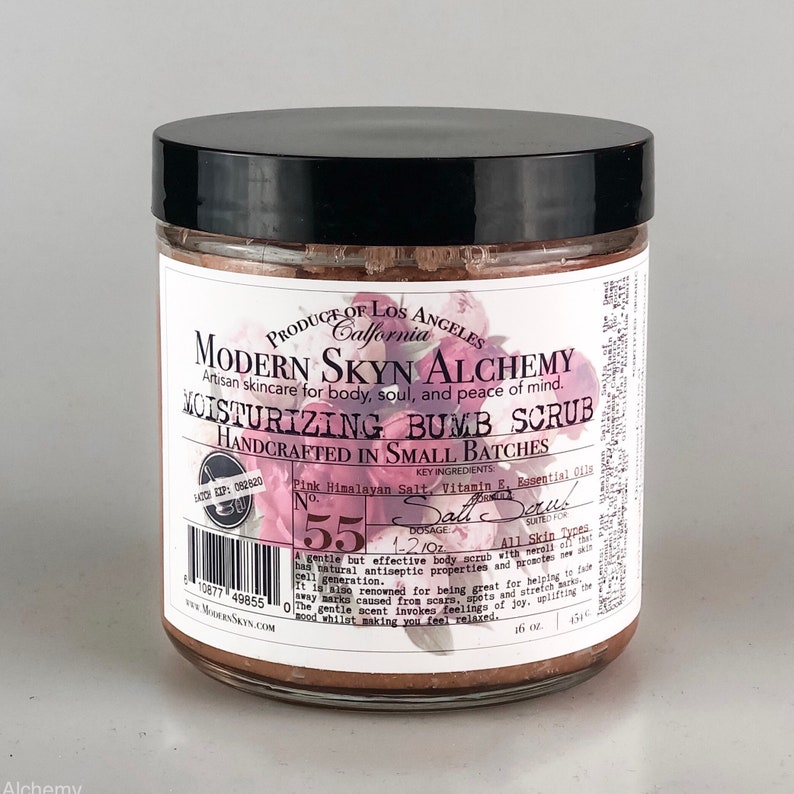 Product of Los Angeles
Calfornia
Modern Skyn Alchemy
Artisan skincare for body, soul, and peace of mind.
MOISTURIZING BUMB SCRUB
Handcrafted in Small Batches
KEY INGREDIENTS:
Pink Himalayan Salt, Vitamin E, Essential Oils
BATCH EXP: 082820
No.
55
FORMULA:
Salt Scrub
DOSAGE:
1-2/Oz.
SUITED FOR:
All Skin Types
A gentle but effective body scrub with neroli oil that
has natural antiseptic properties and promotes new skin
cell generation.
It is also renowned for being great for helping to fade
away marks caused from scars, spots and stretch marks.
The gentle scent invokes feelings of joy, uplifting the
mood whilst making you feel relaxed.
6 10877 49855 0
www.ModernSkyn.com
16 oz. 454 g.
Alchemy